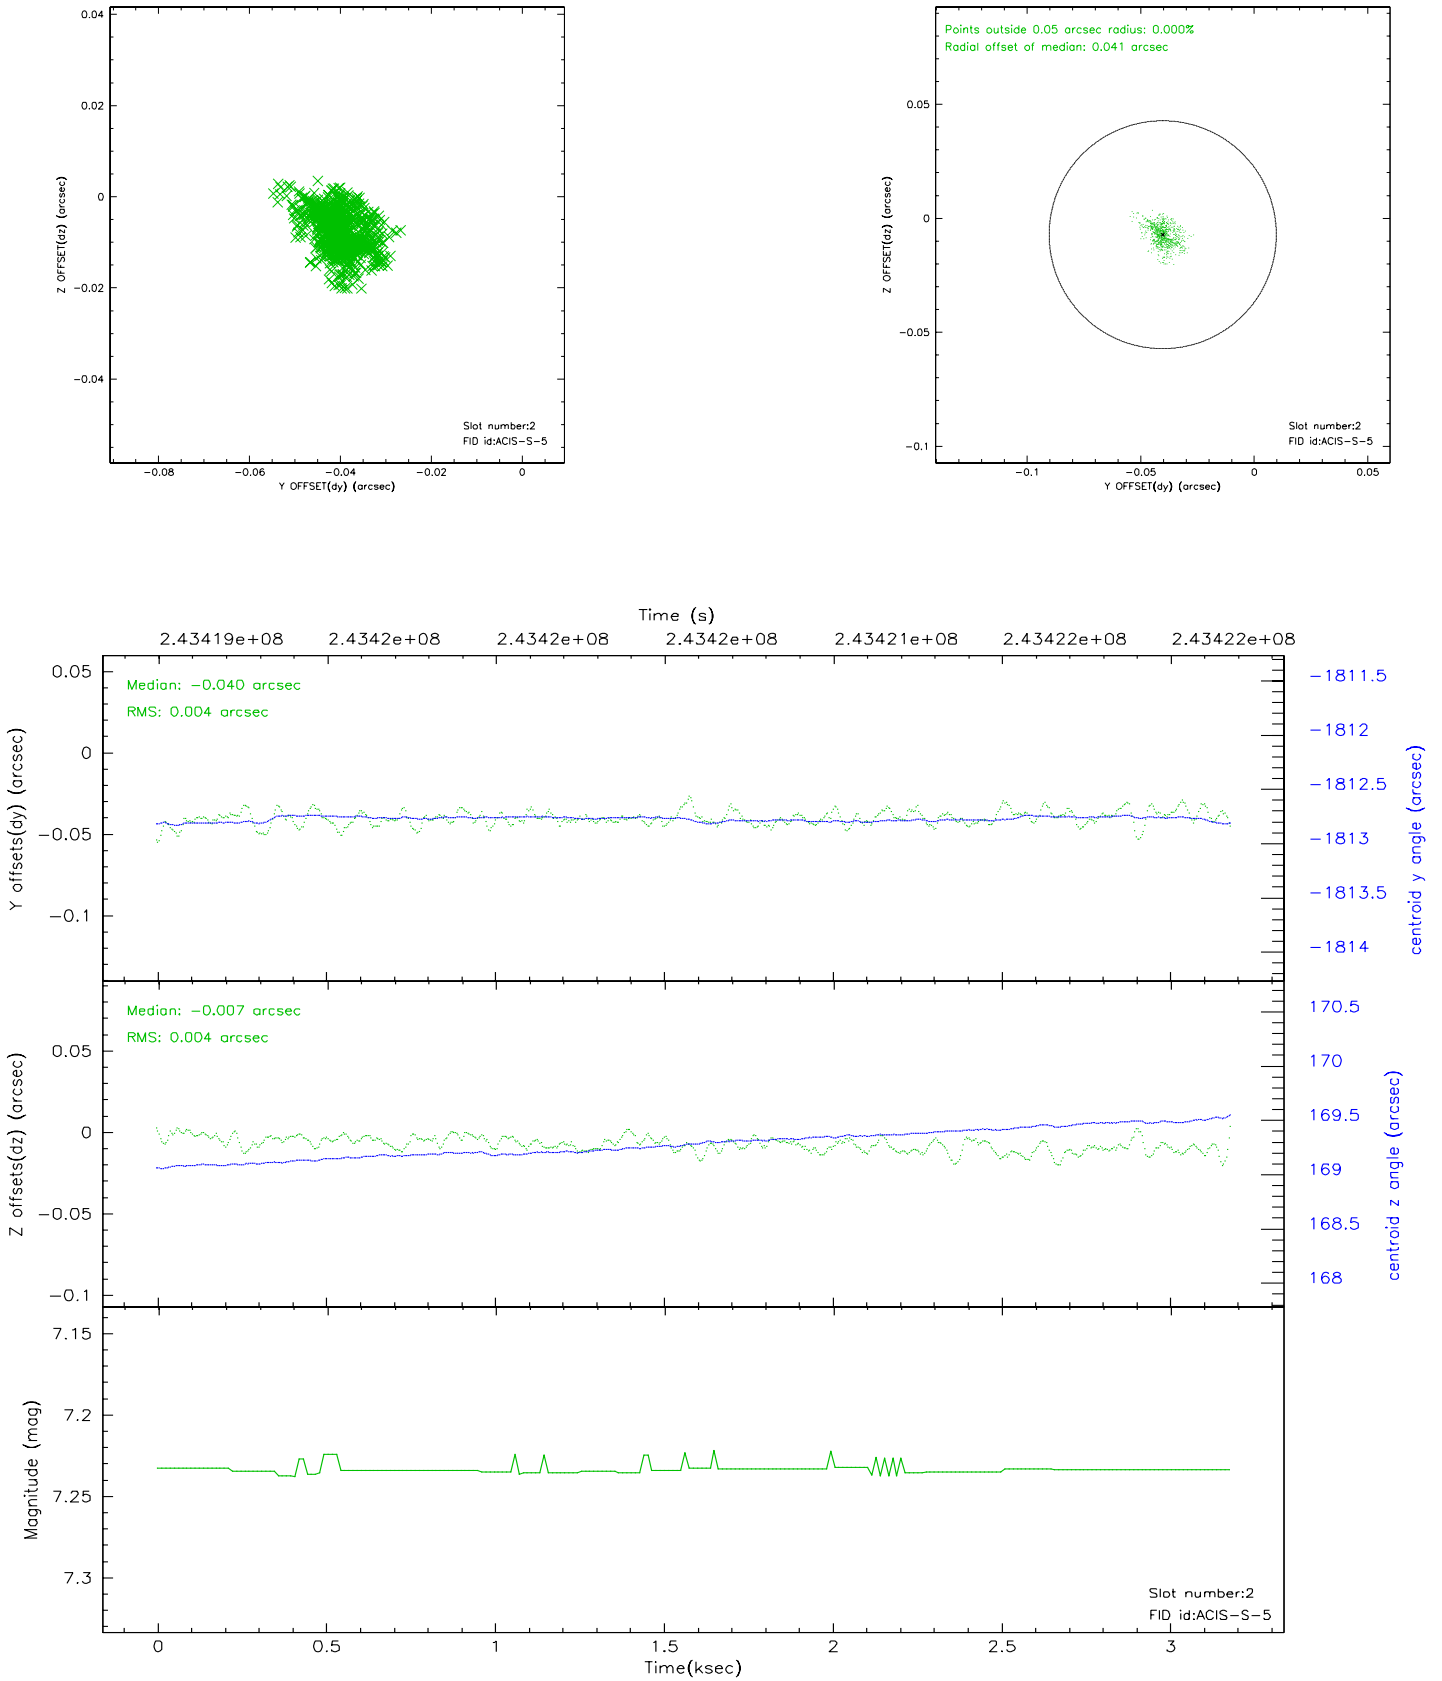 0.04
0.02
0
-0.02
-0.04
Z OFFSET(dz) (arcsec)
Slot number:2
FID id:ACIS-S-5
-0.08 -0.06 -0.04 -0.02 0
Y OFFSET(dy) (arcsec)
Points outside 0.05 arcsec radius: 0.000%
Radial offset of median: 0.041 arcsec
0.05
0
-0.05
-0.1
Z OFFSET(dz) (arcsec)
Slot number:2
FID id:ACIS-S-5
-0.1 -0.05 0 0.05
Y OFFSET(dy) (arcsec)
Time (s)
2.43419e+08 2.4342e+08 2.4342e+08 2.4342e+08 2.43421e+08 2.43422e+08 2.43422e+08
Median: -0.040 arcsec
RMS: 0.004 arcsec
0.05
0
-0.05
-0.1
Y offsets(dy) (arcsec)
-1811.5
-1812
-1812.5
-1813
-1813.5
-1814
centroid y angle (arcsec)
Median: -0.007 arcsec
RMS: 0.004 arcsec
0.05
0
-0.05
-0.1
Z offsets(dz) (arcsec)
170.5
170
169.5
169
168.5
168
centroid z angle (arcsec)
7.15
7.2
7.25
7.3
Magnitude (mag)
Slot number:2
FID id:ACIS-S-5
0 0.5 1 1.5 2 2.5 3
Time(ksec)